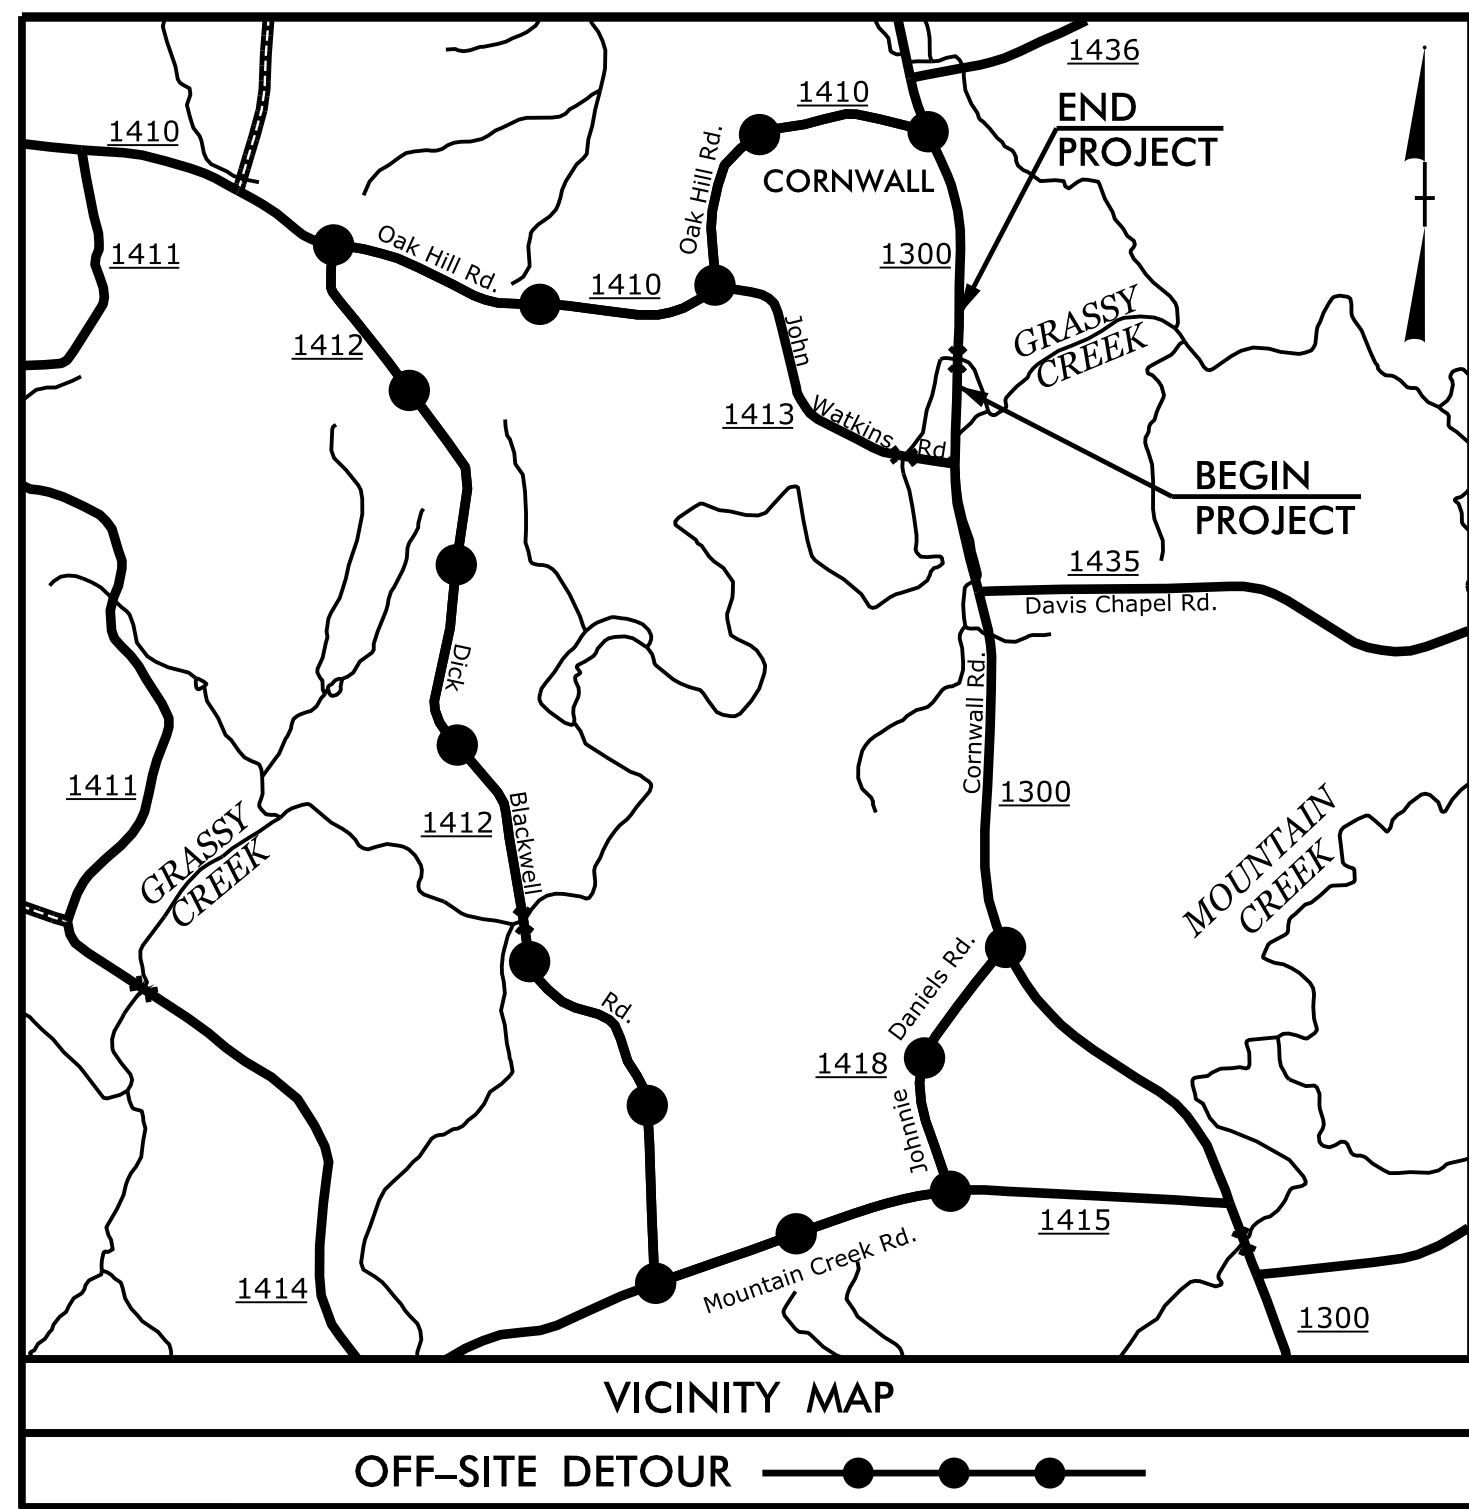 1436
1410
END
PROJECT
1410
Oak Hill Rd.
CORNWALL
1411
Oak Hill Rd.
1300
1410
GRASSY
CREEK
1412
John
1413
Watkins
Rd.
BEGIN
PROJECT
1435
Davis Chapel Rd.
Dick
Cornwall Rd.
1411
1300
Blackwell
1412
GRASSY
CREEK
MOUNTAIN
CREEK
Daniels Rd.
Rd.
1418
Johnnie
1415
Mountain Creek Rd.
1414
1300
VICINITY MAP
OFF–SITE DETOUR